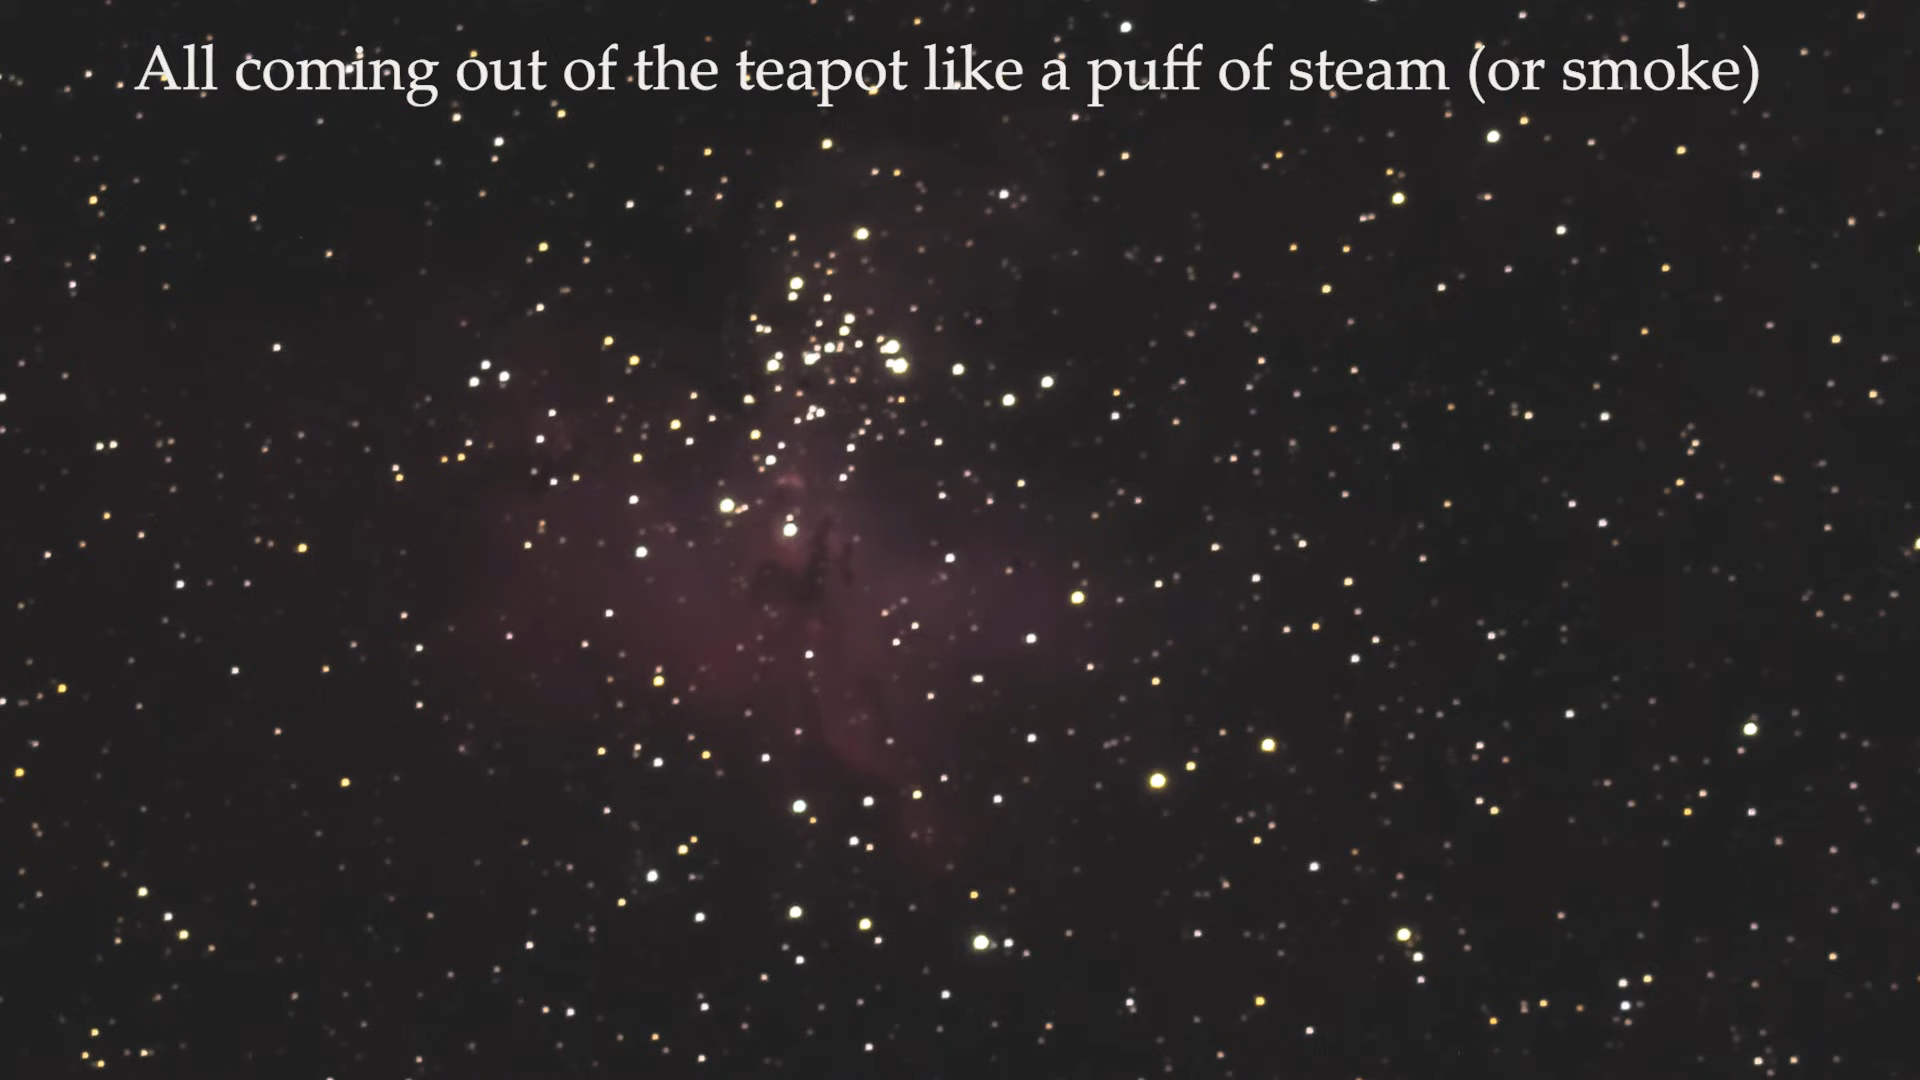 All coming out of the teapot like a puff of steam (or smoke)